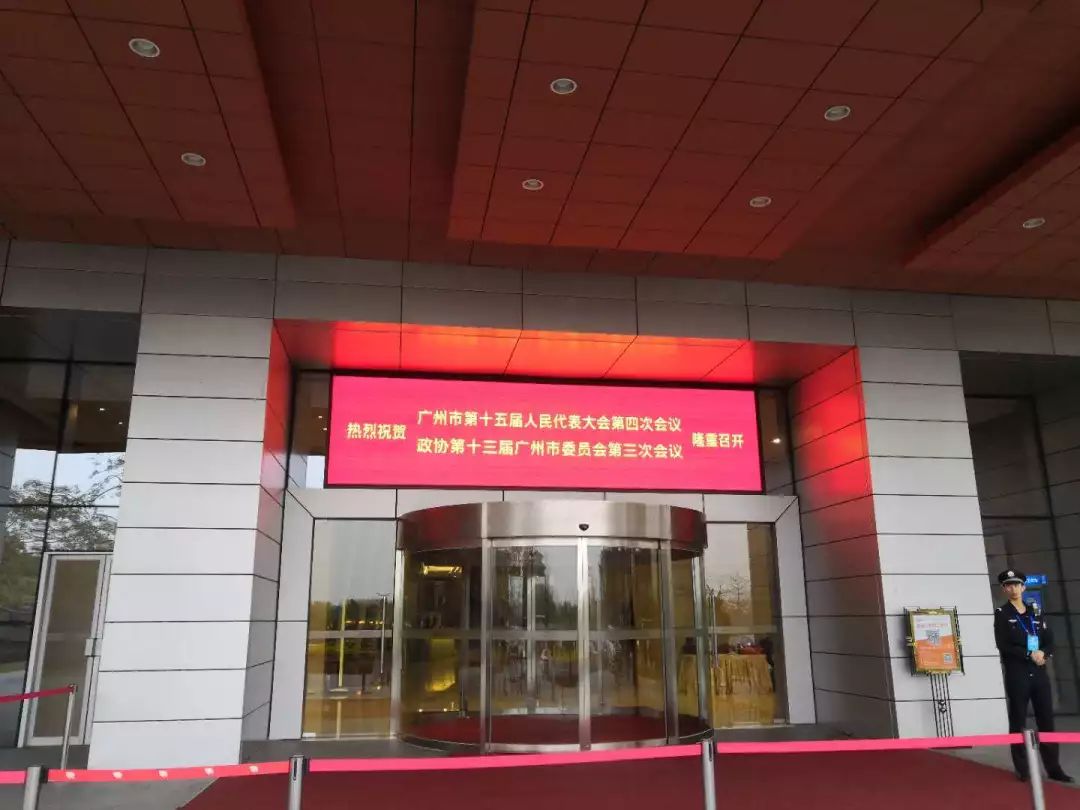 热烈祝贺
广州市第十五届人民代表大会第四次会议
政协第十三届广州市委员会第三次会议
隆重召开